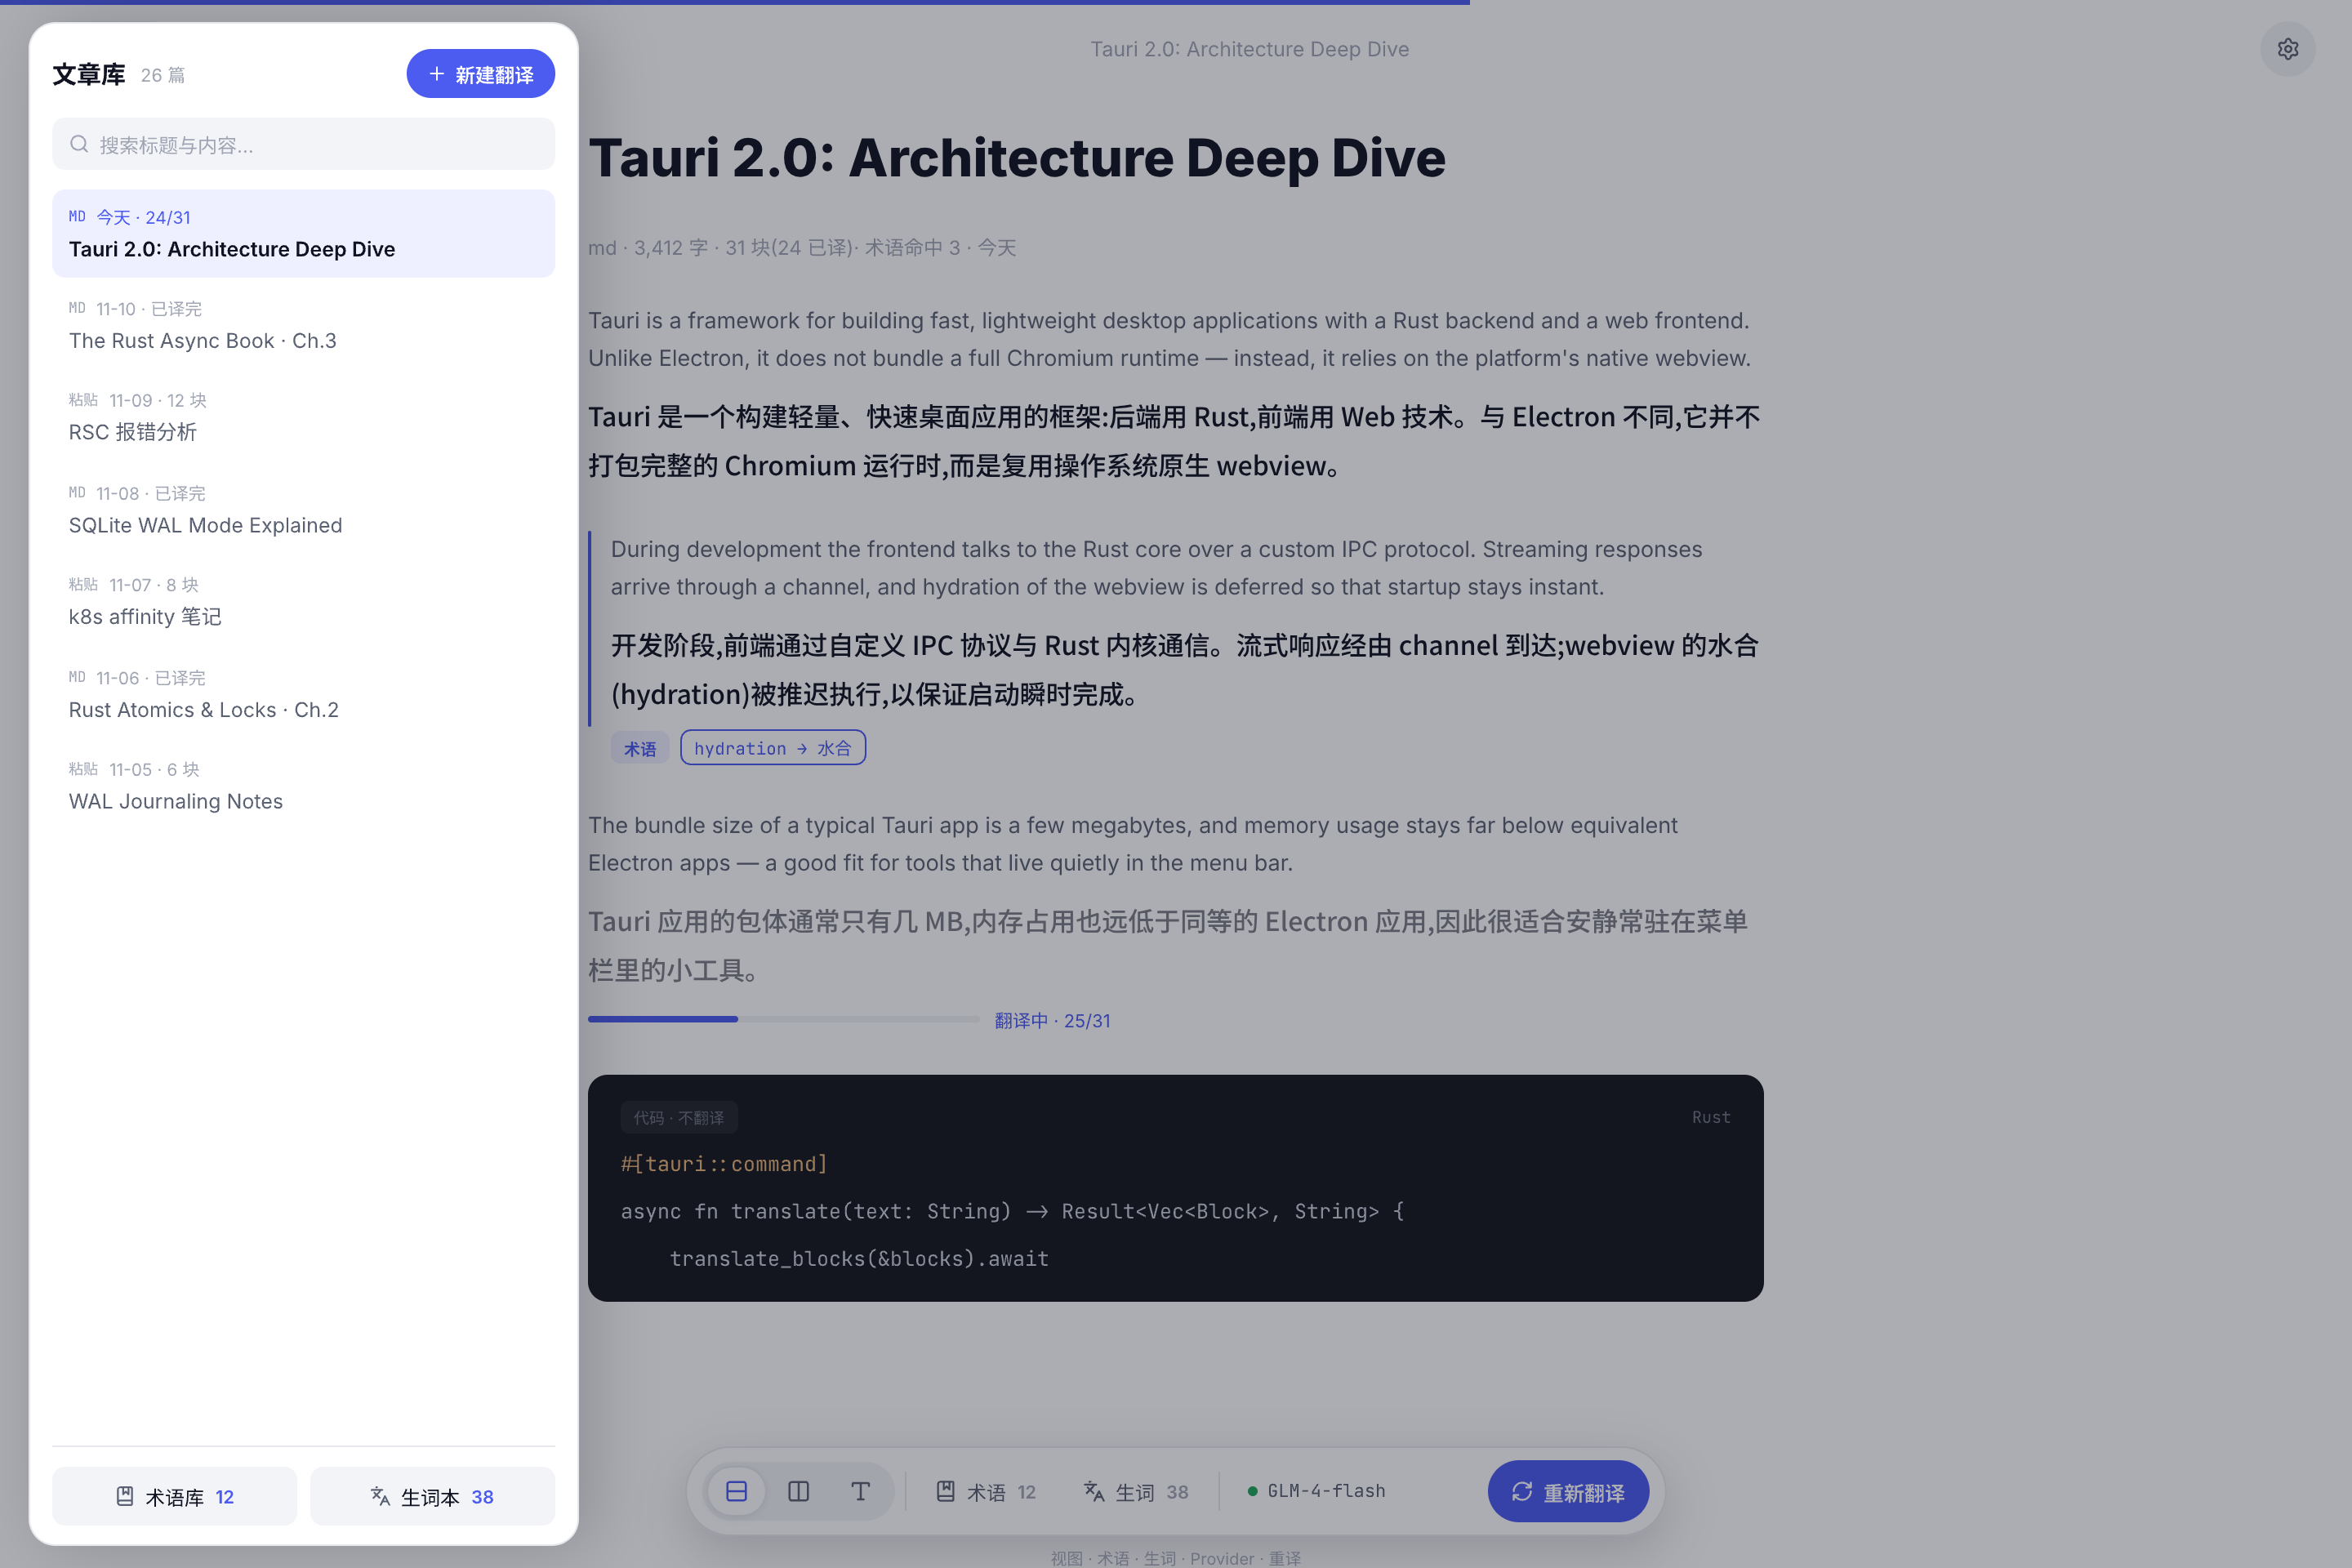 文章库 26 篇
新建翻译
搜索标题与内容...
MD 今天 · 24/31
Tauri 2.0: Architecture Deep Dive
MD 11-10 · 已译完
The Rust Async Book · Ch.3
粘贴 11-09 · 12 块
RSC 报错分析
MD 11-08 · 已译完
SQLite WAL Mode Explained
粘贴 11-07 · 8 块
k8s affinity 笔记
MD 11-06 · 已译完
Rust Atomics & Locks · Ch.2
粘贴 11-05 · 6 块
WAL Journaling Notes
术语库 12
生词本 38
Tauri 2.0: Architecture Deep Dive
Tauri 2.0: Architecture Deep Dive
md · 3,412 字 · 31 块(24 已译)· 术语命中 3 · 今天
Tauri is a framework for building fast, lightweight desktop applications with a Rust backend and a web frontend.
Unlike Electron, it does not bundle a full Chromium runtime — instead, it relies on the platform's native webview.
Tauri 是一个构建轻量、快速桌面应用的框架:后端用 Rust,前端用 Web 技术。与 Electron 不同,它并不
打包完整的 Chromium 运行时,而是复用操作系统原生 webview。
During development the frontend talks to the Rust core over a custom IPC protocol. Streaming responses
arrive through a channel, and hydration of the webview is deferred so that startup stays instant.
开发阶段,前端通过自定义 IPC 协议与 Rust 内核通信。流式响应经由 channel 到达;webview 的水合
(hydration)被推迟执行,以保证启动瞬时完成。
术语 hydration → 水合
The bundle size of a typical Tauri app is a few megabytes, and memory usage stays far below equivalent
Electron apps — a good fit for tools that live quietly in the menu bar.
Tauri 应用的包体通常只有几 MB,内存占用也远低于同等的 Electron 应用,因此很适合安静常驻在菜单
栏里的小工具。
翻译中 · 25/31
代码 · 不翻译 Rust
#[tauri::command]
async fn translate(text: String) -> Result<Vec<Block>, String> {
    translate_blocks(&blocks).await
术语 12 生词 38 GLM-4-flash 重新翻译
视图 · 术语 · 生词 · Provider · 重译